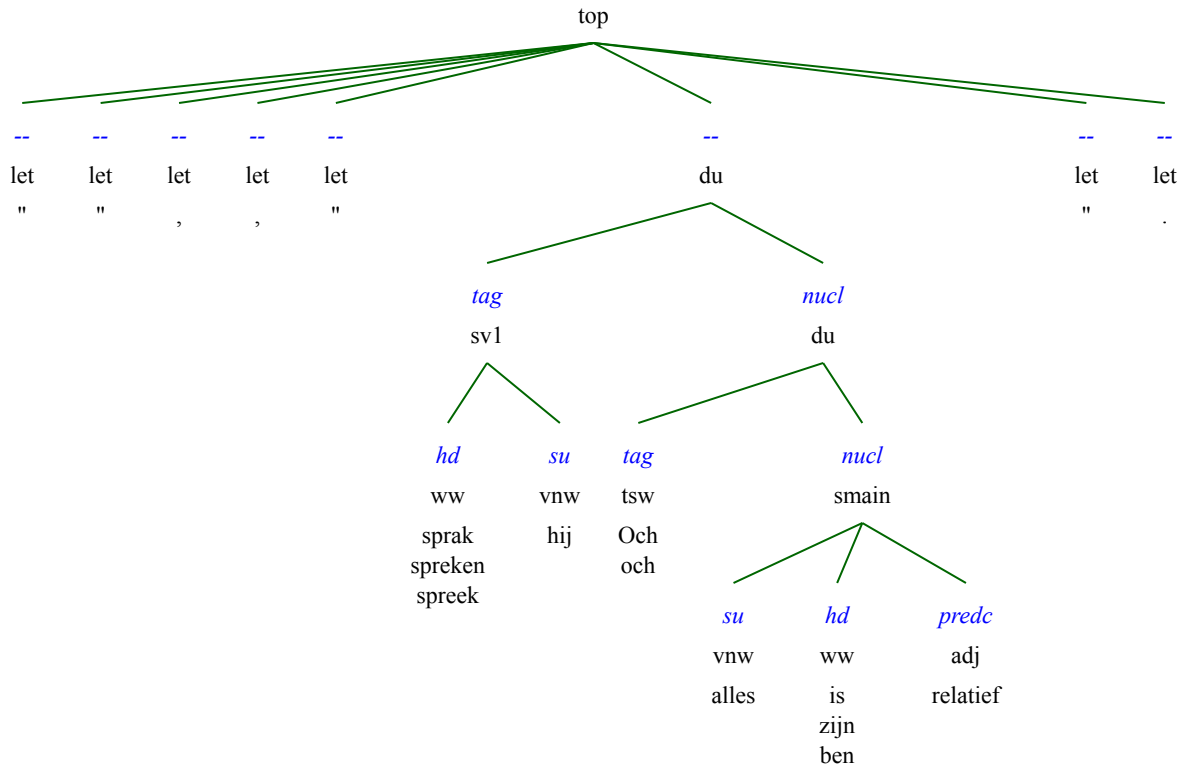 top
-- -- -- -- -- -- -- --
let let let let let du let let
" " , , " " .
tag nucl
sv1 du
hd su tag nucl
ww vnw tsw smain
sprak hij Och
spreken och
spreek
su hd predc
vnw ww adj
alles is relatief
zijn
ben